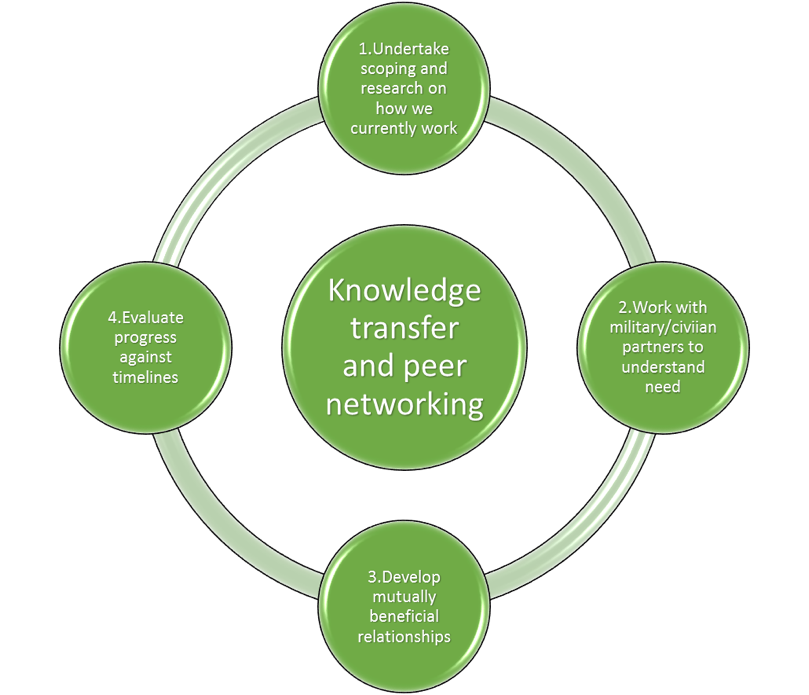 1.Undertake
scoping and
research on
how we
currently work
2.Work with
military/civiian
partners to
understand
need
3.Develop
mutually
beneficial
relationships
4.Evaluate
progress
against
timelines
Knowledge
transfer
and peer
networking